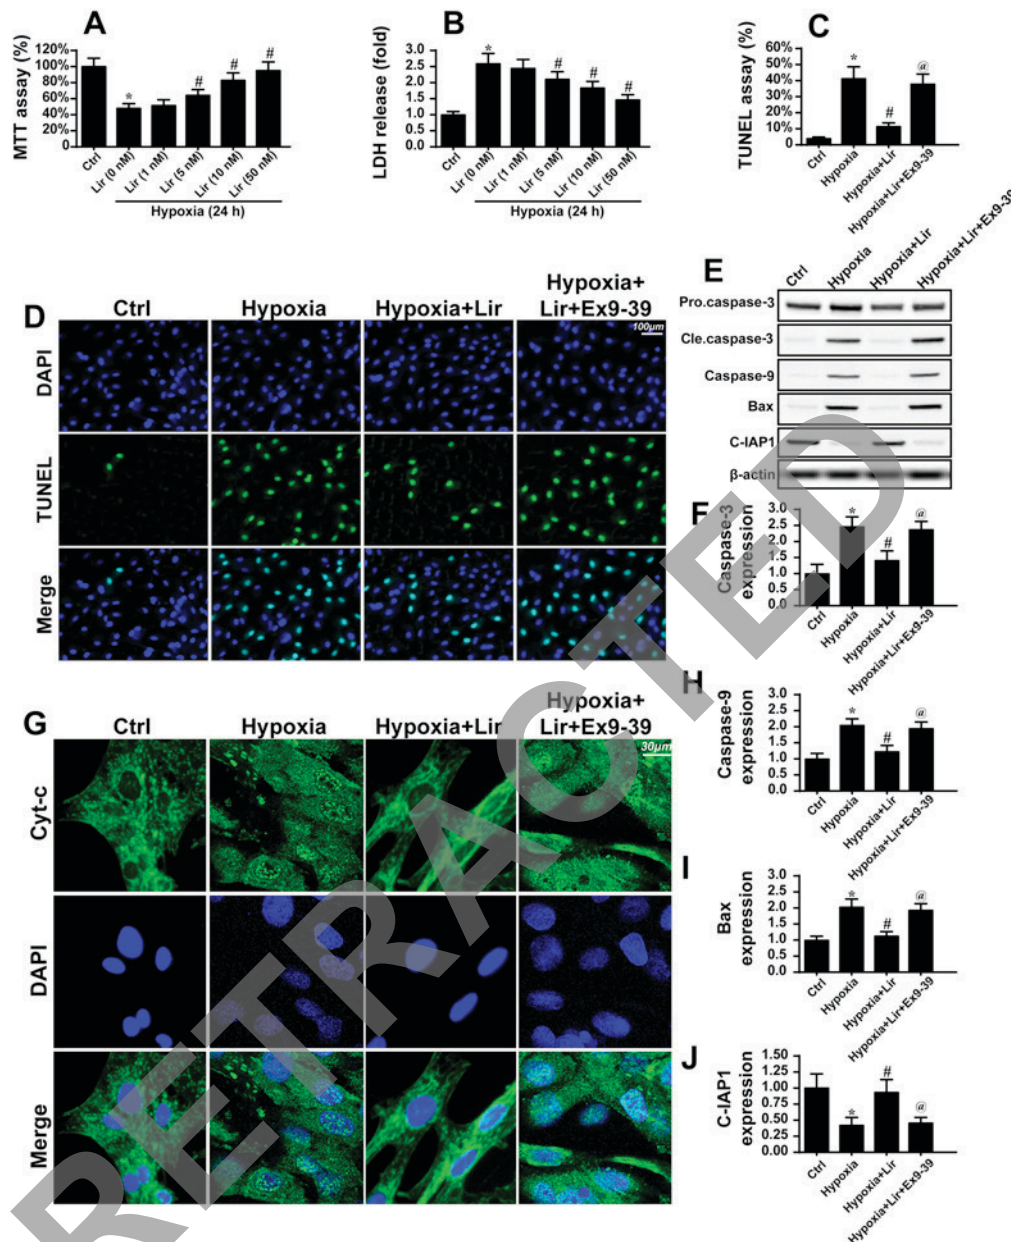 A
MTT assay (%)
120%
100%
80%
60%
40%
20%
0
*
#
#
#
Ctrl
Lir (0 nM)
Lir (1 nM)
Lir (5 nM)
Lir (10 nM)
Lir (50 nM)
Hypoxia (24 h)
B
LDH release (fold)
3.0
2.5
2.0
1.5
1.0
0.5
0.0
*
#
#
#
Ctrl
Lir (0 nM)
Lir (1 nM)
Lir (5 nM)
Lir (10 nM)
Lir (50 nM)
Hypoxia (24 h)
C
TUNEL assay (%)
60%
50%
40%
30%
20%
10%
0
*
#
@
Ctrl
Hypoxia
Hypoxia+Lir
Hypoxia+Lir+Ex9-39
D
Ctrl
Hypoxia
Hypoxia+Lir
Hypoxia+
Lir+Ex9-39
100μm
DAPI
TUNEL
Merge
E
Ctrl
Hypoxia
Hypoxia+Lir
Hypoxia+Lir+Ex9-39
Pro.caspase-3
Cle.caspase-3
Caspase-9
Bax
C-IAP1
β-actin
F
Caspase-3
expression
3.0
2.5
2.0
1.5
1.0
0.5
0.0
*
#
@
Ctrl
Hypoxia
Hypoxia+Lir
Hypoxia+Lir+Ex9-39
G
Ctrl
Hypoxia
Hypoxia+Lir
Hypoxia+
Lir+Ex9-39
30μm
Cyt-c
DAPI
Merge
H
Caspase-9
expression
3.0
2.5
2.0
1.5
1.0
0.5
0.0
*
#
@
Ctrl
Hypoxia
Hypoxia+Lir
Hypoxia+Lir+Ex9-39
I
Bax
expression
3.0
2.5
2.0
1.5
1.0
0.5
0.0
*
#
@
Ctrl
Hypoxia
Hypoxia+Lir
Hypoxia+Lir+Ex9-39
J
C-IAP1
expression
1.50
1.25
1.00
0.75
0.50
0.25
0.00
*
#
@
Ctrl
Hypoxia
Hypoxia+Lir
Hypoxia+Lir+Ex9-39
RETRACTED